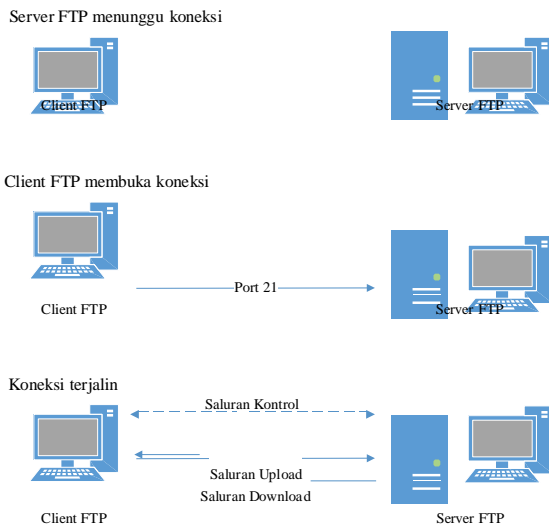 Server FTP menunggu koneksi
Client FTP
Server FTP
Client FTP membuka koneksi
Port 21
Client FTP
Server FTP
Koneksi terjalin
Saluran Kontrol
Saluran Upload
Saluran Download
Client FTP
Server FTP